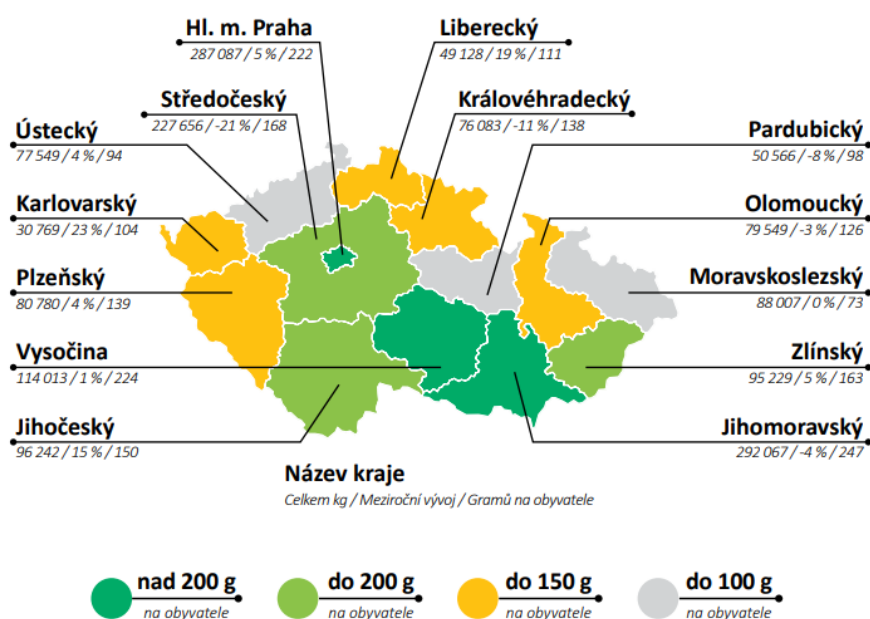 Hl. m. Praha
287 087 / 5 % / 222
Liberecký
49 128 / 19 % / 111
Středočeský
227 656 / -21 % / 168
Královéhradecký
76 083 / -11 % / 138
Ústecký
77 549 / 4 % / 94
Pardubický
50 566 / -8 % / 98
Karlovarský
30 769 / 23 % / 104
Olomoucký
79 549 / -3 % / 126
Plzeňský
80 780 / 4 % / 139
Moravskoslezský
88 007 / 0 % / 73
Vysočina
114 013 / 1 % / 224
Zlínský
95 229 / 5 % / 163
Jihočeský
96 242 / 15 % / 150
Jihomoravský
292 067 / -4 % / 247
Název kraje
Celkem kg / Meziroční vývoj / Gramů na obyvatele
nad 200 g
na obyvatele
do 200 g
na obyvatele
do 150 g
na obyvatele
do 100 g
na obyvatele